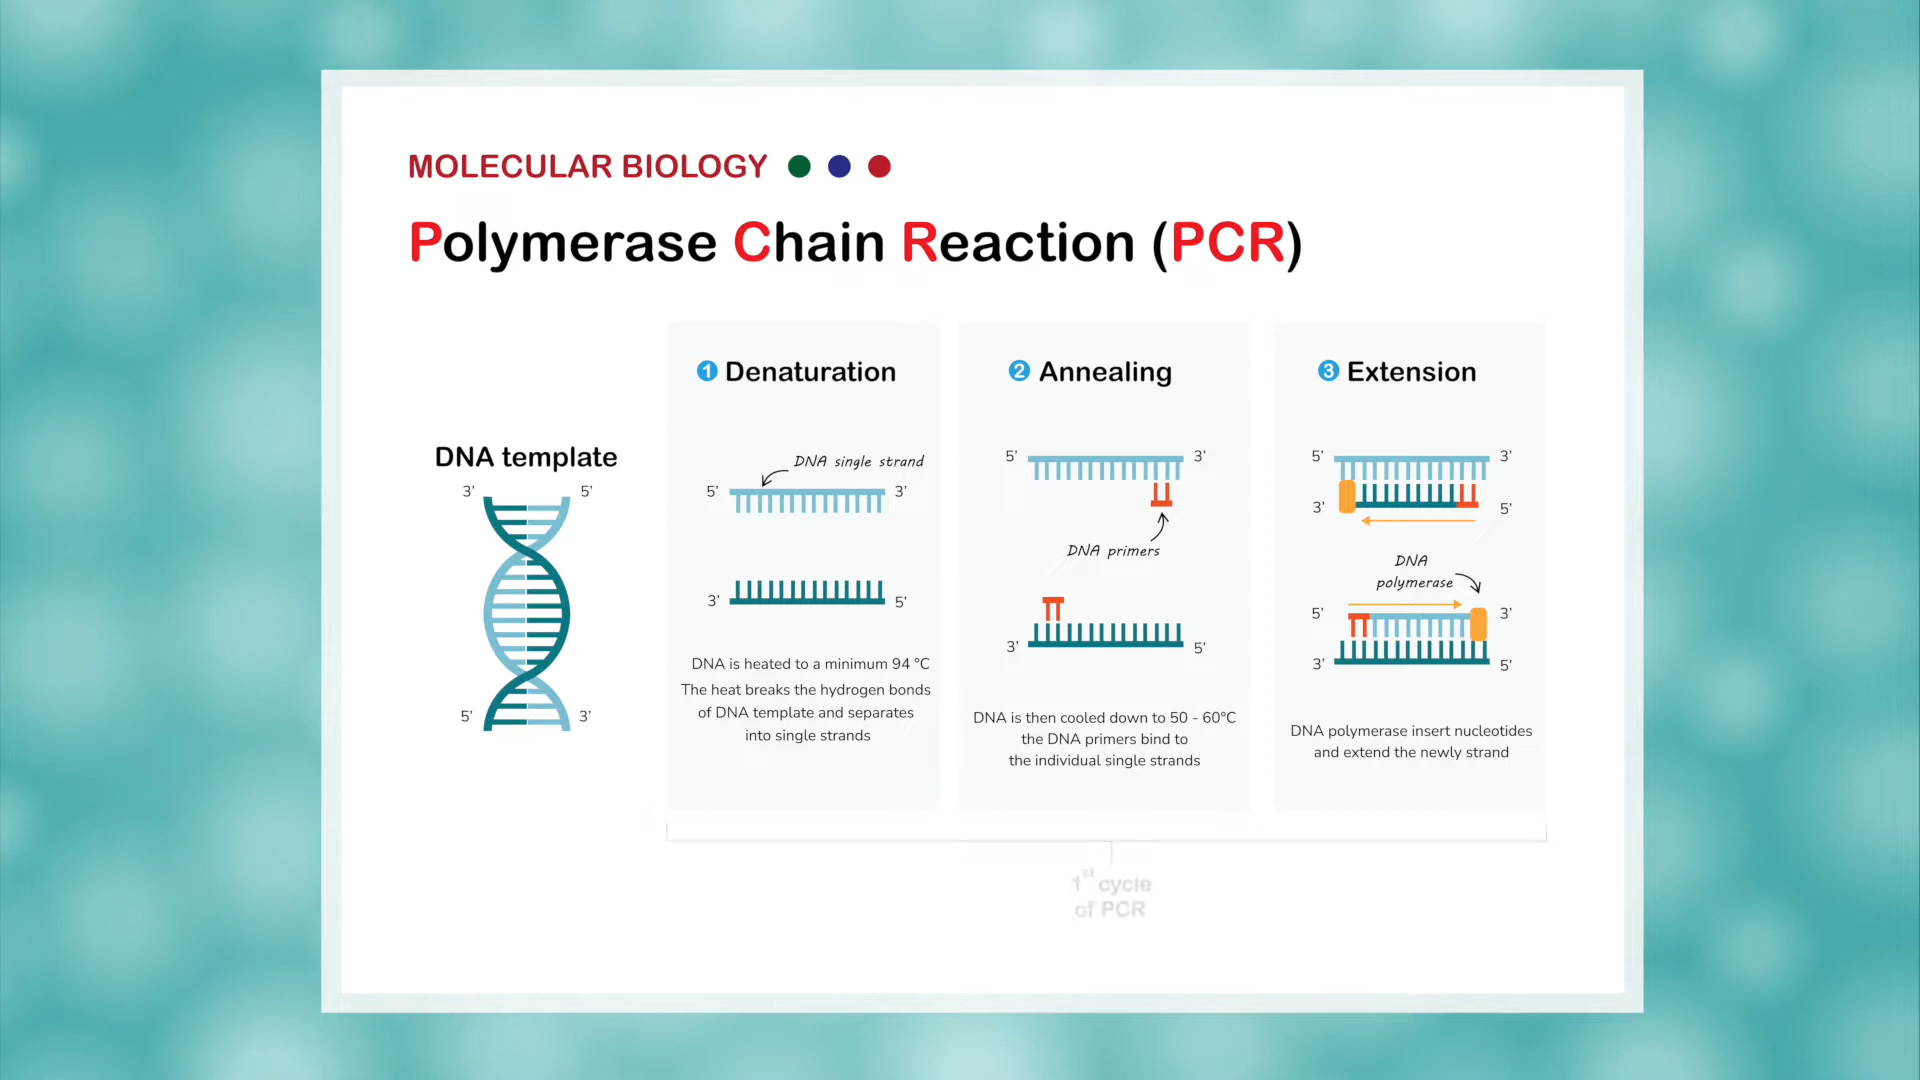 MOLECULAR BIOLOGY
Polymerase Chain Reaction (PCR)
DNA template
3’ 5’
5’ 3’
1 Denaturation
DNA single strand
5’ 3’
3’ 5’
DNA is heated to a minimum 94 °C
The heat breaks the hydrogen bonds
of DNA template and separates
into single strands
2 Annealing
5’ 3’
DNA primers
3’ 5’
DNA is then cooled down to 50 - 60°C
the DNA primers bind to
the individual single strands
3 Extension
5’ 3’
3’ 5’
DNA
polymerase
5’ 3’
3’ 5’
DNA polymerase insert nucleotides
and extend the newly strand
1st cycle
of PCR